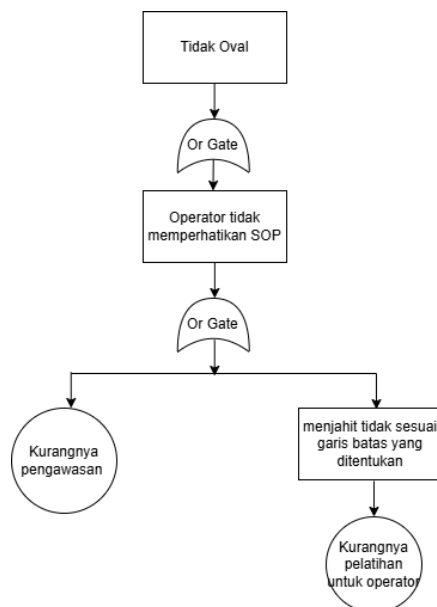 Tidak Oval
Or Gate
Operator tidak
memperhatikan SOP
Or Gate
Kurangnya
pengawasan
menjahit tidak sesuai
garis batas yang
ditentukan
Kurangnya
pelatihan
untuk operator